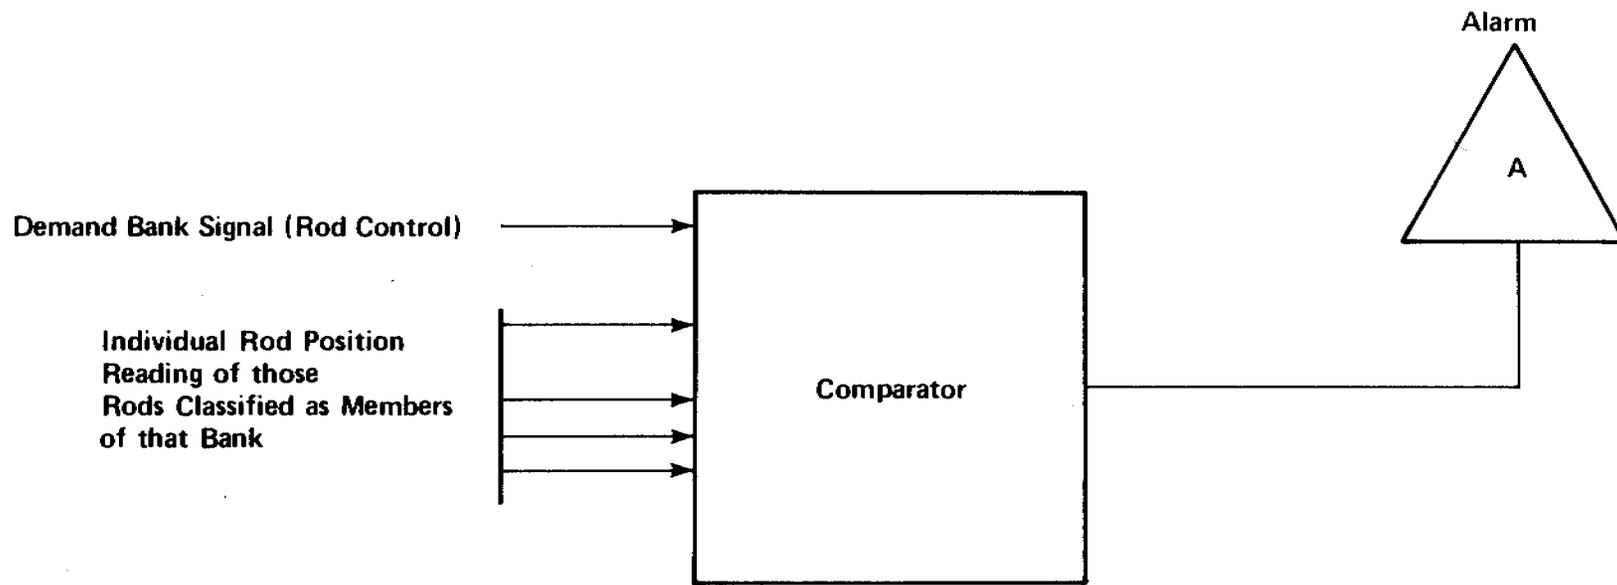 Alarm
A
Demand Bank Signal (Rod Control)
Individual Rod Position
Reading of those
Rods Classified as Members
of that Bank
Comparator